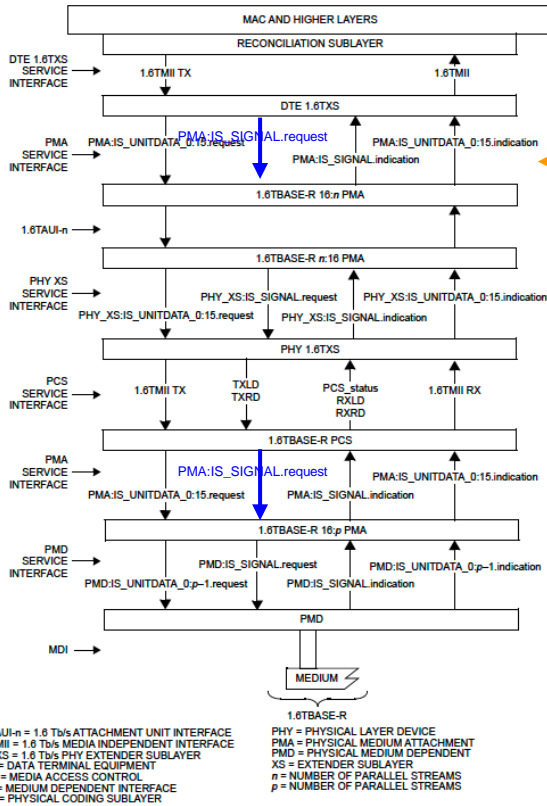 MAC AND HIGHER LAYERS
RECONCILIATION SUBLAYER
DTE 1.6TXS
SERVICE
INTERFACE
1.6TMII TX
1.6TMII
DTE 1.6TXS
PMA
SERVICE
INTERFACE
PMA:IS_UNITDATA_0:15.request
PMA:IS_SIGNAL.request
PMA:IS_SIGNAL.indication
PMA:IS_UNITDATA_0:15.indication
1.6TBASE-R 16:n PMA
1.6TAUI-n
1.6TBASE-R n:16 PMA
PHY XS
SERVICE
INTERFACE
PHY_XS:IS_UNITDATA_0:15.request
PHY_XS:IS_SIGNAL.request
PHY_XS:IS_SIGNAL.indication
PHY_XS:IS_UNITDATA_0:15.indication
PHY 1.6TXS
PCS
SERVICE
INTERFACE
1.6TMII TX
TXLD
TXRD
PCS_status
RXLD
RXRD
1.6TMII RX
1.6TBASE-R PCS
PMA
SERVICE
INTERFACE
PMA:IS_UNITDATA_0:15.request
PMA:IS_SIGNAL.request
PMA:IS_SIGNAL.indication
PMA:IS_UNITDATA_0:15.indication
1.6TBASE-R 16:p PMA
PMD
SERVICE
INTERFACE
PMD:IS_UNITDATA_0:p–1.request
PMD:IS_SIGNAL.request
PMD:IS_SIGNAL.indication
PMD:IS_UNITDATA_0:p–1.indication
PMD
MDI
MEDIUM
1.6TBASE-R
AUI-n = 1.6 Tb/s ATTACHMENT UNIT INTERFACE
MII = 1.6 Tb/s MEDIA INDEPENDENT INTERFACE
XS = 1.6 Tb/s PHY EXTENDER SUBLAYER
= DATA TERMINAL EQUIPMENT
= MEDIA ACCESS CONTROL
= MEDIUM DEPENDENT INTERFACE
= PHYSICAL CODING SUBLAYER
PHY = PHYSICAL LAYER DEVICE
PMA = PHYSICAL MEDIUM ATTACHMENT
PMD = PHYSICAL MEDIUM DEPENDENT
XS = EXTENDER SUBLAYER
n = NUMBER OF PARALLEL STREAMS
p = NUMBER OF PARALLEL STREAMS